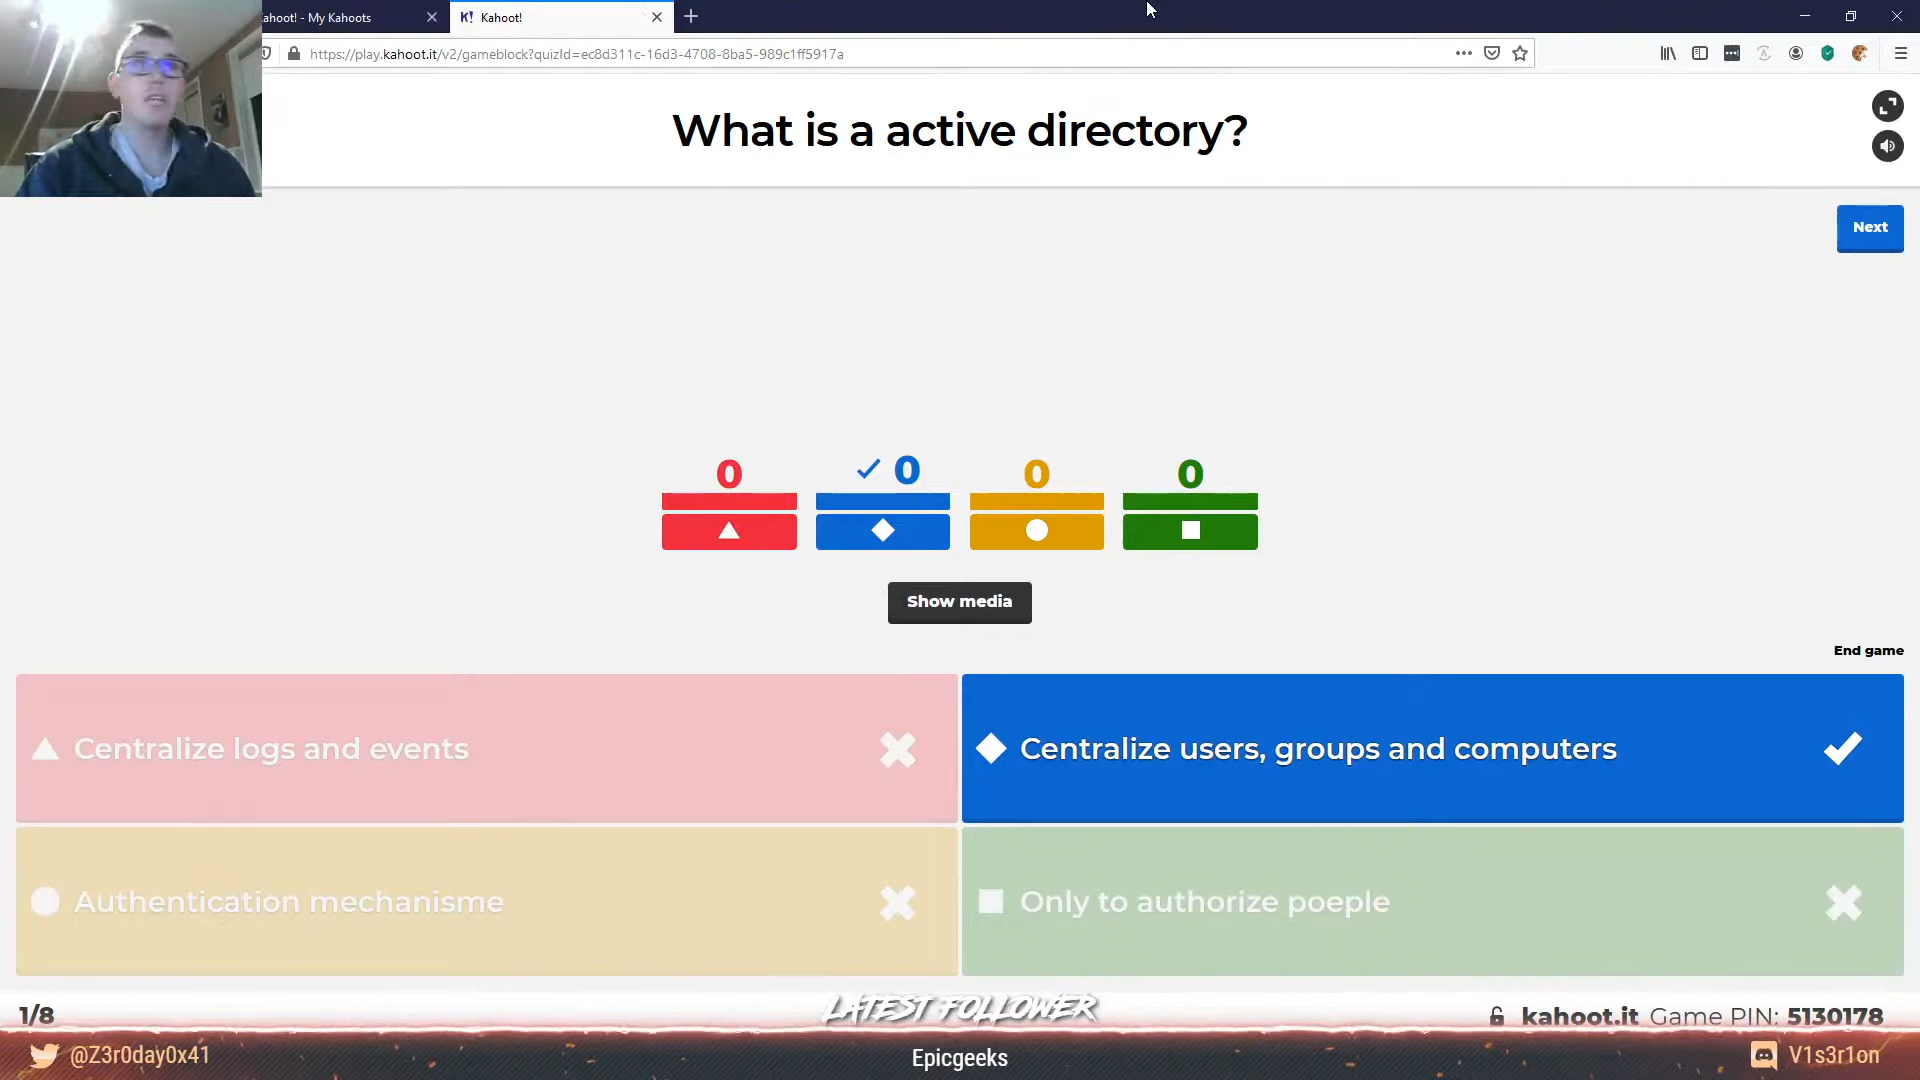 Kahoot! - My Kahoots
K! Kahoot!
https://play.kahoot.it/v2/gameblock?quizId=ec8d311c-16d3-4708-8ba5-989c1ff5917a
What is a active directory?
Next
0 0 0 0
Show media
End game
Centralize logs and events
Centralize users, groups and computers
Authentication mechanisme
Only to authorize poeple
1/8
LATEST FOLLOWER
kahoot.it Game PIN: 5130178
@Z3r0day0x41
Epicgeeks
V1s3r1on